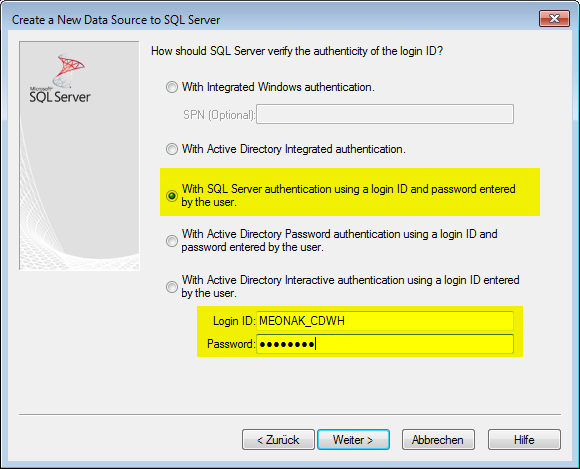 Create a New Data Source to SQL Server
How should SQL Server verify the authenticity of the login ID?
Microsoft®
SQL Server
With Integrated Windows authentication.
SPN (Optional):
With Active Directory Integrated authentication.
With SQL Server authentication using a login ID and password entered
by the user.
With Active Directory Password authentication using a login ID and
password entered by the user.
With Active Directory Interactive authentication using a login ID entered
by the user.
Login ID: MEONAK_CDWH
Password: ●●●●●●●●
< Zurück Weiter > Abbrechen Hilfe